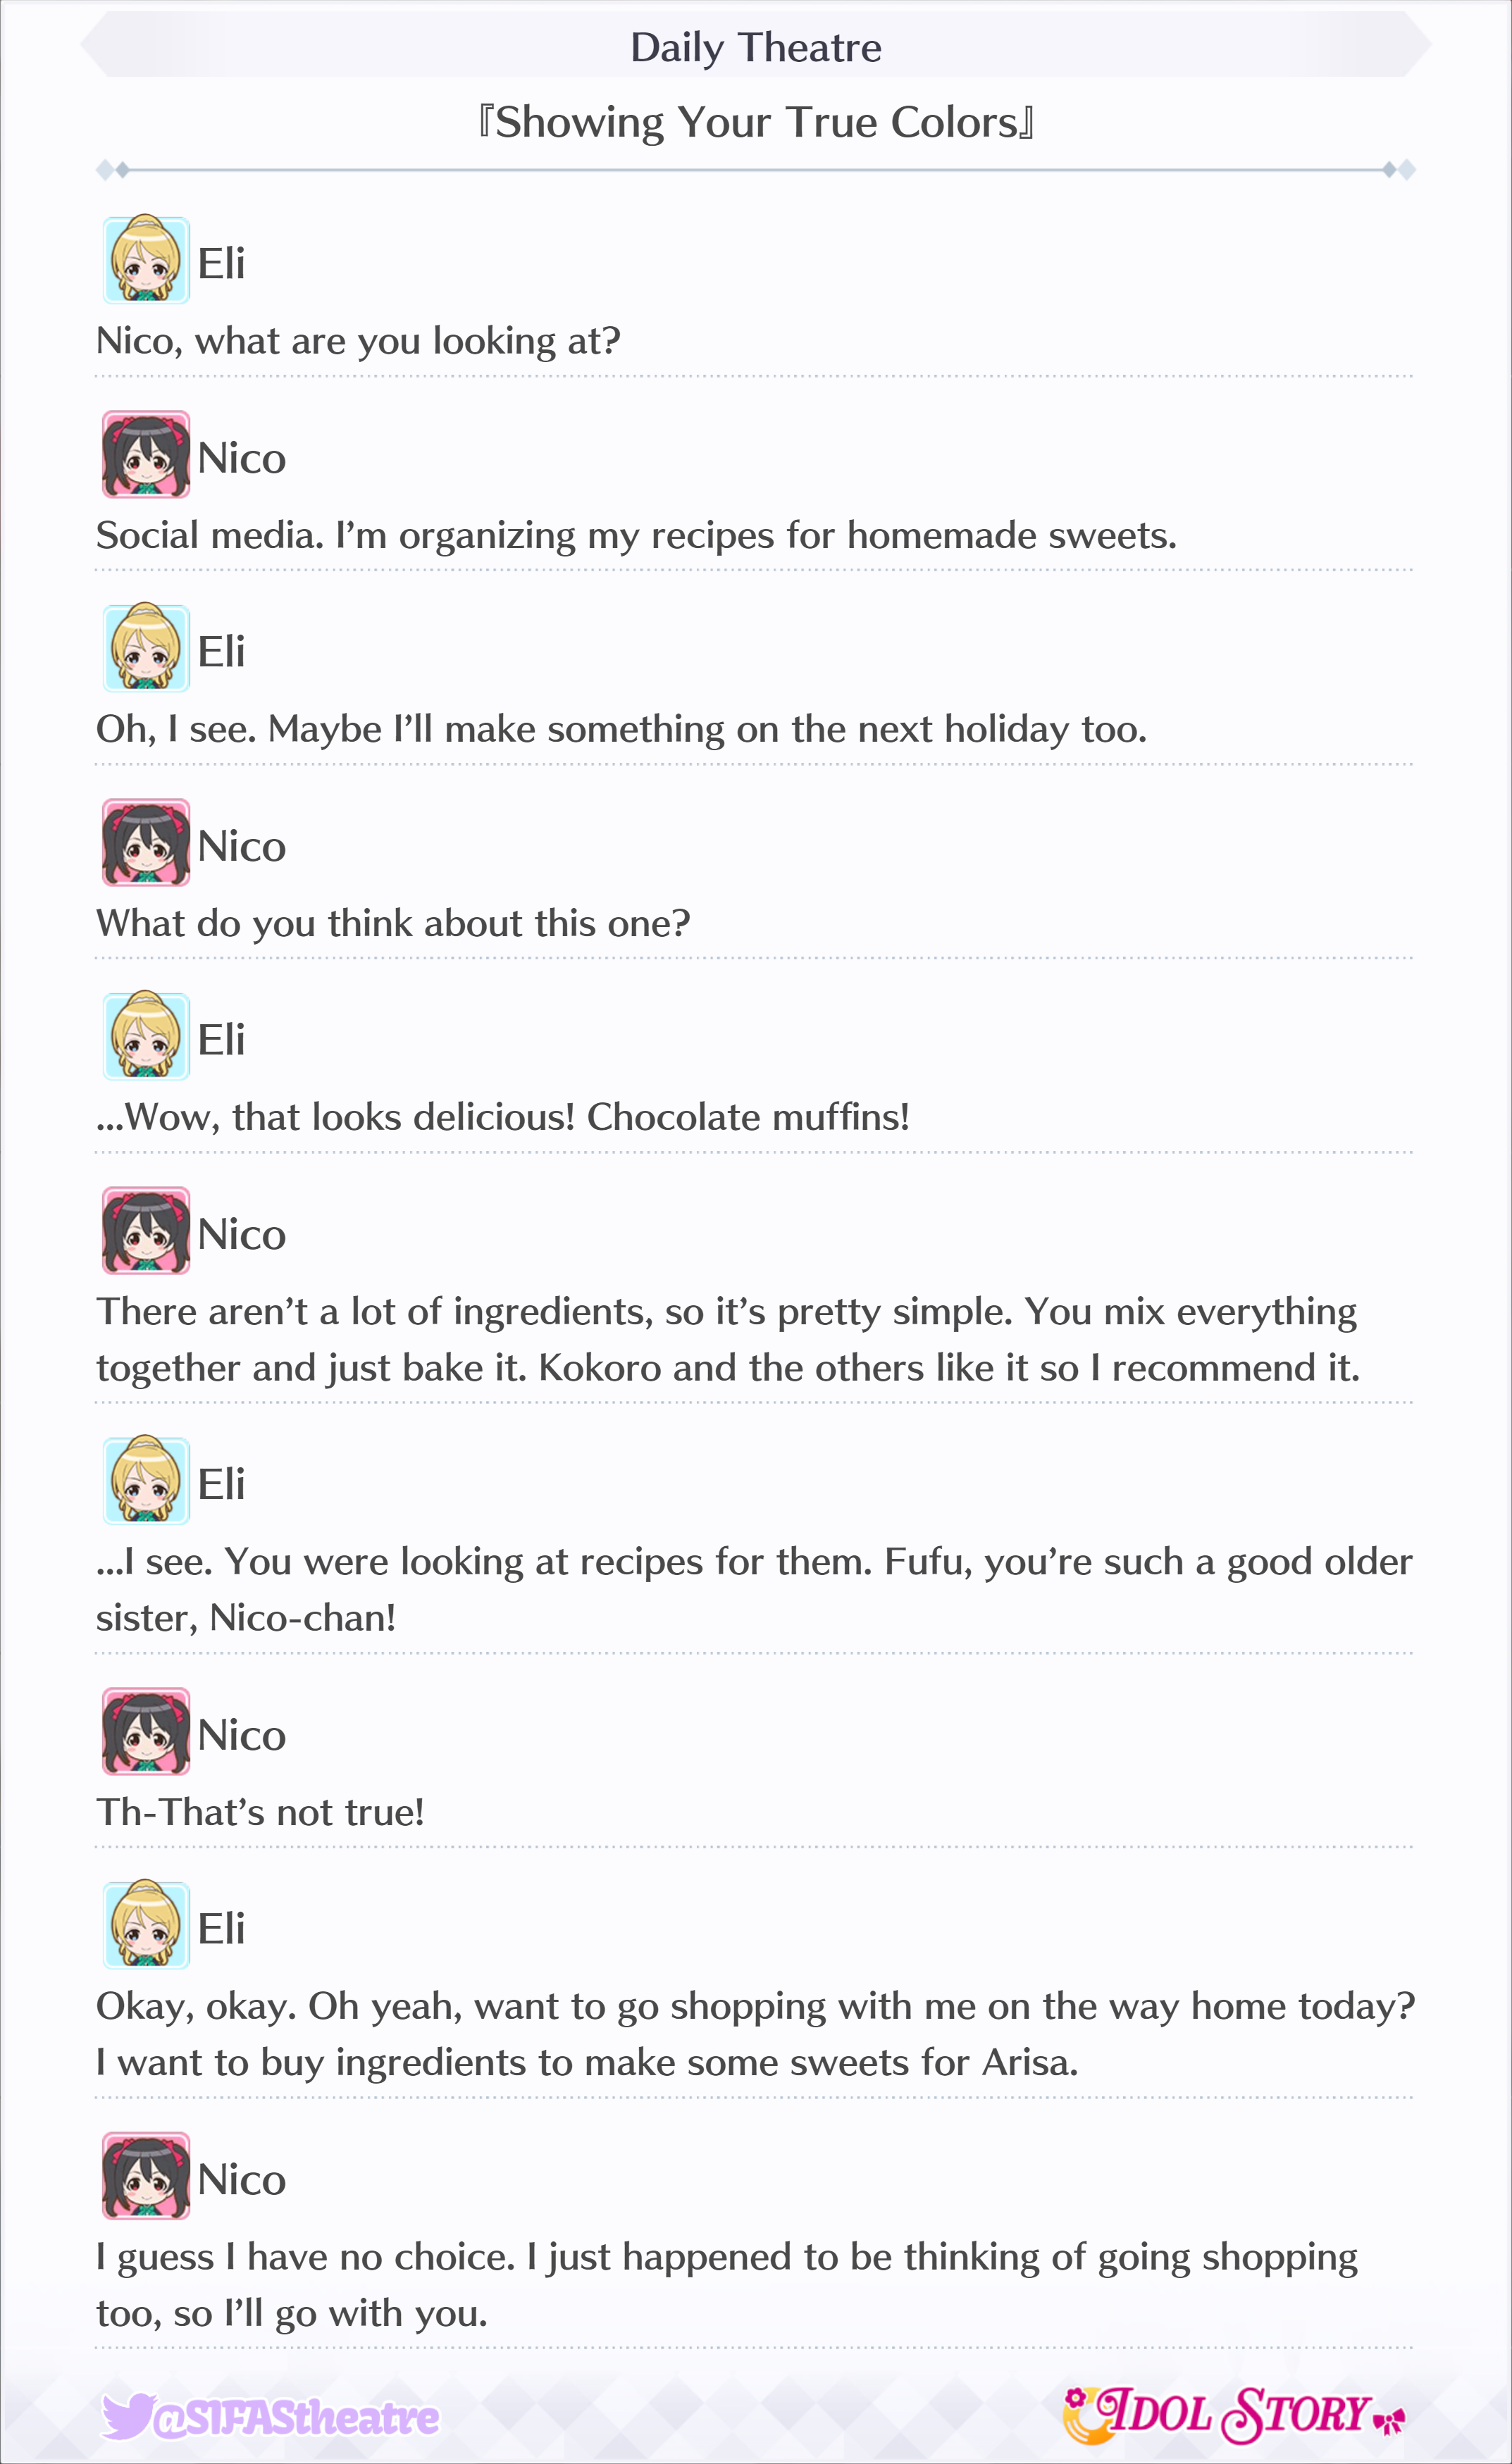 Daily Theatre
『Showing Your True Colors』
Eli
Nico, what are you looking at?
Nico
Social media. I’m organizing my recipes for homemade sweets.
Eli
Oh, I see. Maybe I’ll make something on the next holiday too.
Nico
What do you think about this one?
Eli
...Wow, that looks delicious! Chocolate muffins!
Nico
There aren’t a lot of ingredients, so it’s pretty simple. You mix everything
together and just bake it. Kokoro and the others like it so I recommend it.
Eli
...I see. You were looking at recipes for them. Fufu, you’re such a good older
sister, Nico-chan!
Nico
Th-That’s not true!
Eli
Okay, okay. Oh yeah, want to go shopping with me on the way home today?
I want to buy ingredients to make some sweets for Arisa.
Nico
I guess I have no choice. I just happened to be thinking of going shopping
too, so I’ll go with you.
@SIFAStheatre
IDOL STORY